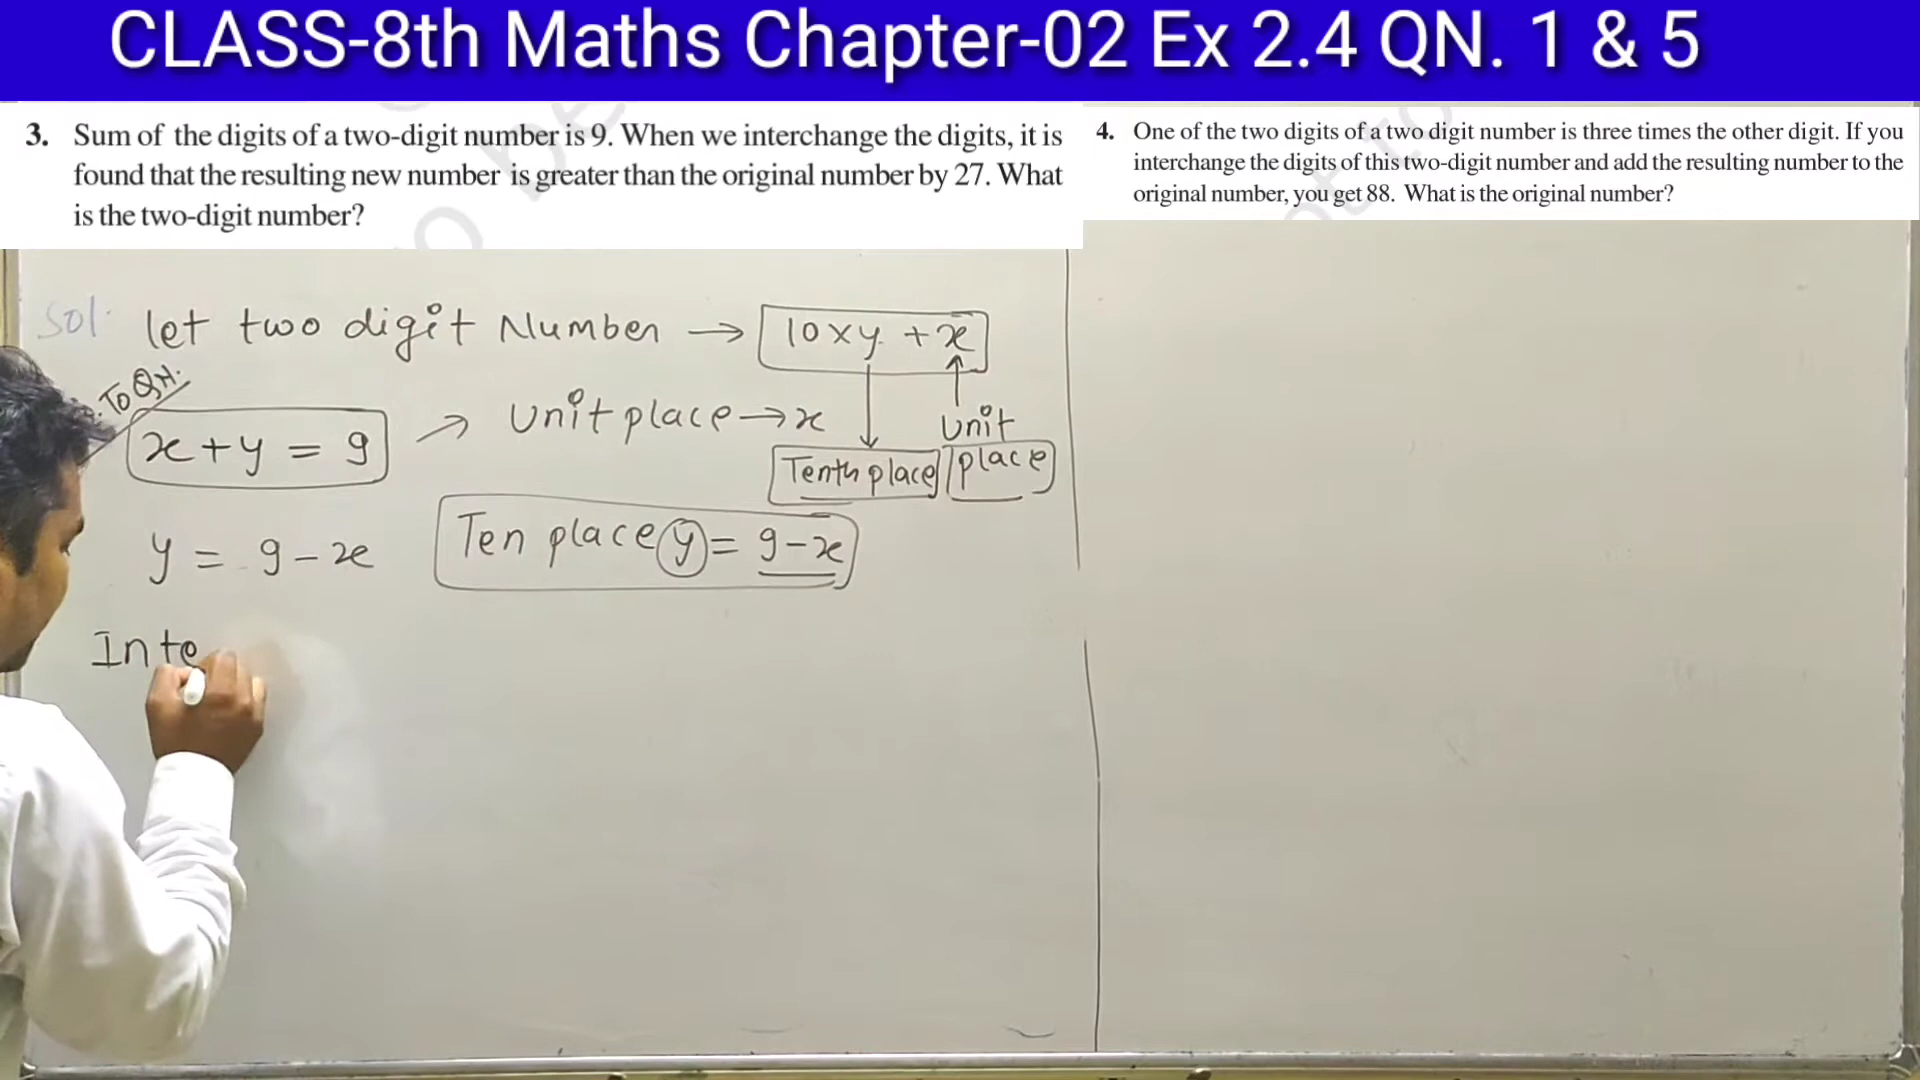 CLASS-8th Maths Chapter-02 Ex 2.4 QN. 1 & 5
3. Sum of the digits of a two-digit number is 9. When we interchange the digits, it is
found that the resulting new number is greater than the original number by 27. What
is the two-digit number?
4. One of the two digits of a two digit number is three times the other digit. If you
interchange the digits of this two-digit number and add the resulting number to the
original number, you get 88. What is the original number?
Sol. let two digit Number → 10xy + x
To QN.
x+y = 9 → Unit place → x
Unit
Tenth place place
y = 9-x Ten place y = 9-x
Inte